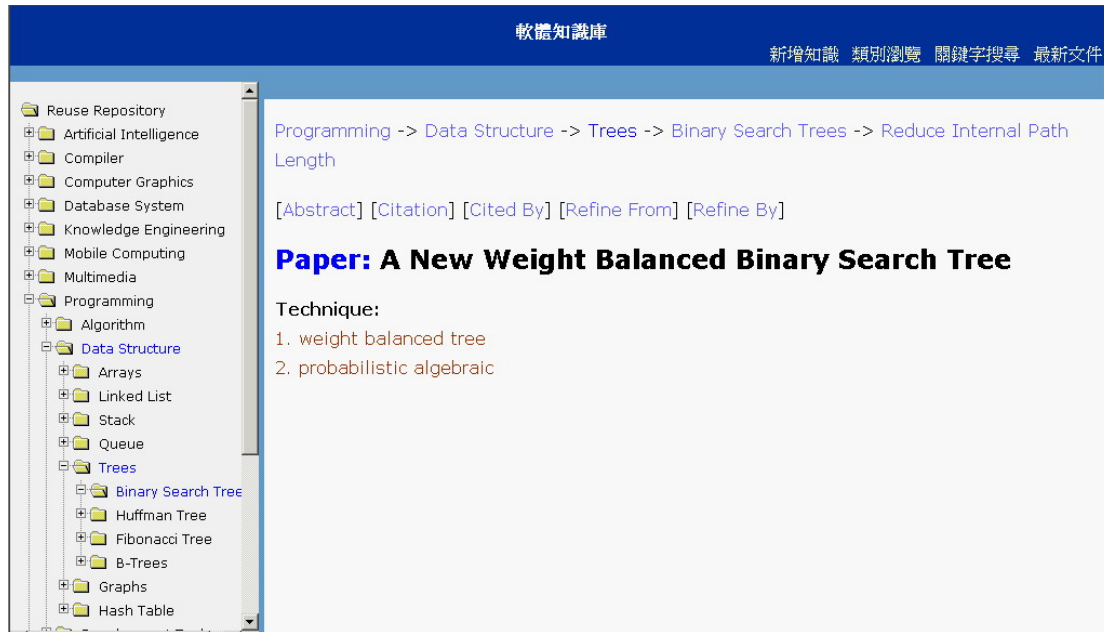 軟體知識庫
新增知識 類別瀏覽 關鍵字搜尋 最新文件
Reuse Repository
Artificial Intelligence
Compiler
Computer Graphics
Database System
Knowledge Engineering
Mobile Computing
Multimedia
Programming
Algorithm
Data Structure
Arrays
Linked List
Stack
Queue
Trees
Binary Search Tree
Huffman Tree
Fibonacci Tree
B-Trees
Graphs
Hash Table
Programming -> Data Structure -> Trees -> Binary Search Trees -> Reduce Internal Path
Length
[Abstract] [Citation] [Cited By] [Refine From] [Refine By]
Paper: A New Weight Balanced Binary Search Tree
Technique:
1. weight balanced tree
2. probabilistic algebraic